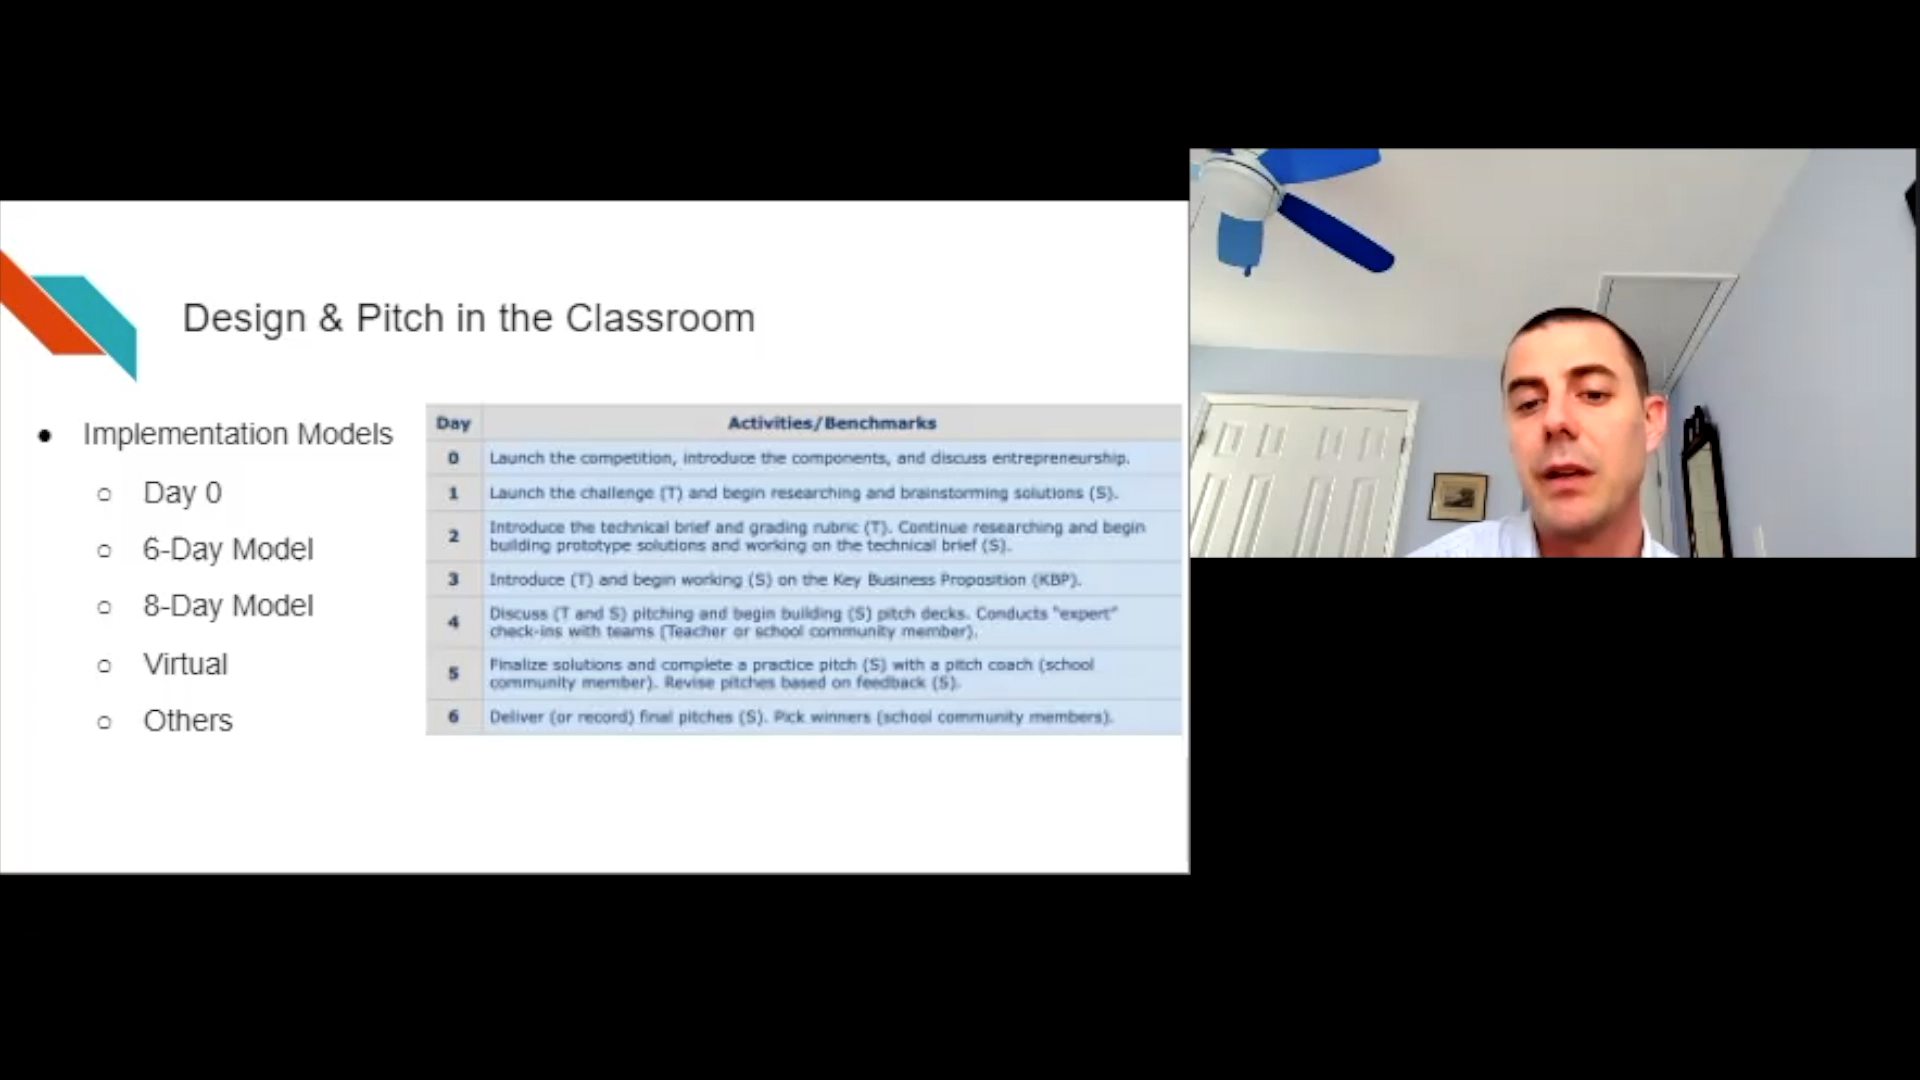 Design & Pitch in the Classroom
● Implementation Models
○ Day 0
○ 6-Day Model
○ 8-Day Model
○ Virtual
○ Others
Day Activities/Benchmarks
0 Launch the competition, introduce the components, and discuss entrepreneurship.
1 Launch the challenge (T) and begin researching and brainstorming solutions (S).
2 Introduce the technical brief and grading rubric (T). Continue researching and begin
building prototype solutions and working on the technical brief (S).
3 Introduce (T) and begin working (S) on the Key Business Proposition (KBP).
4 Discuss (T and S) pitching and begin building (S) pitch decks. Conducts "expert"
check-ins with teams (Teacher or school community member).
5 Finalize solutions and complete a practice pitch (S) with a pitch coach (school
community member). Revise pitches based on feedback (S).
6 Deliver (or record) final pitches (S). Pick winners (school community members).